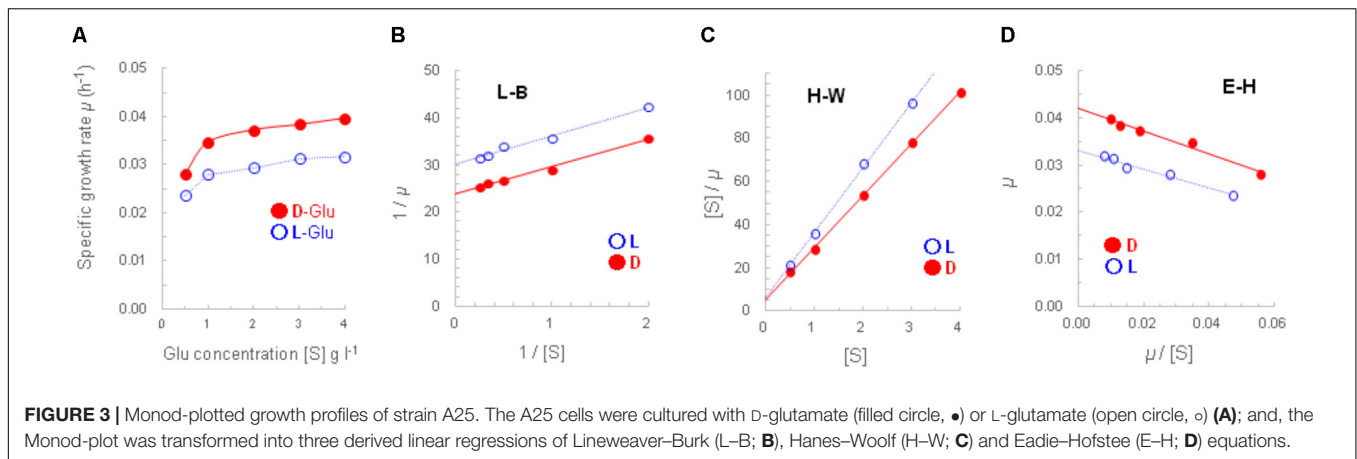 A
Specific growth rate µ (h-1)
0.05
0.04
0.03
0.02
0.01
0.00
D-Glu
L-Glu
0 1 2 3 4
Glu concentration [S] g l-1
B
L-B
1 / µ
50
40
30
20
10
0
L
D
0 1 2
1 / [S]
C
H-W
[S] / µ
100
80
60
40
20
0
L
D
0 1 2 3 4
[S]
D
E-H
µ
0.05
0.04
0.03
0.02
0.01
0.00
D
L
0.00 0.02 0.04 0.06
µ / [S]
FIGURE 3 | Monod-plotted growth profiles of strain A25. The A25 cells were cultured with D-glutamate (filled circle, •) or L-glutamate (open circle, ○) (A); and, the
Monod-plot was transformed into three derived linear regressions of Lineweaver–Burk (L–B; B), Hanes–Woolf (H–W; C) and Eadie–Hofstee (E–H; D) equations.